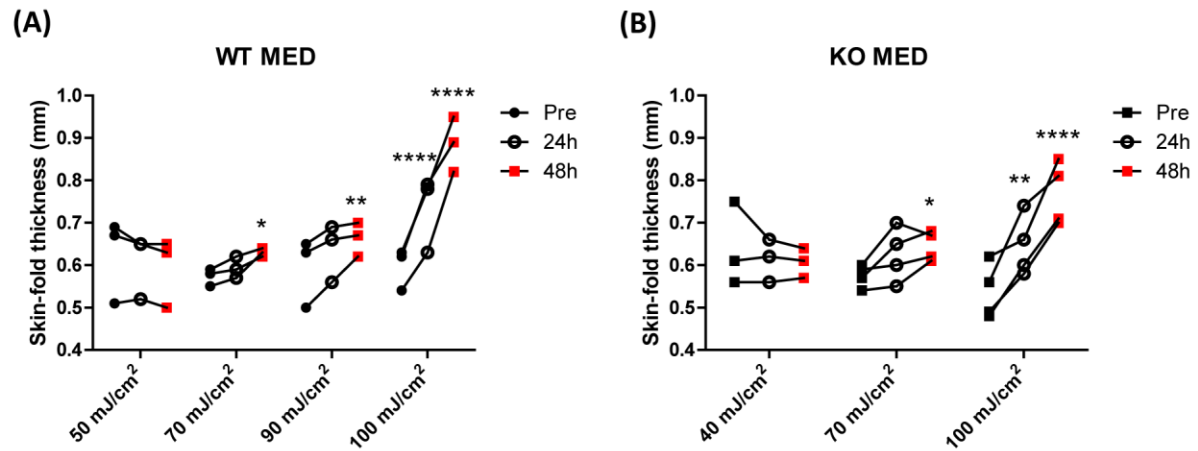 (A)
WT MED
Skin-fold thickness (mm)
1.0
0.9
0.8
0.7
0.6
0.5
0.4
*
**
****
****
50 mJ/cm²
70 mJ/cm²
90 mJ/cm²
100 mJ/cm²
Pre
24h
48h
(B)
KO MED
Skin-fold thickness (mm)
1.0
0.9
0.8
0.7
0.6
0.5
0.4
*
**
****
40 mJ/cm²
70 mJ/cm²
100 mJ/cm²
Pre
24h
48h